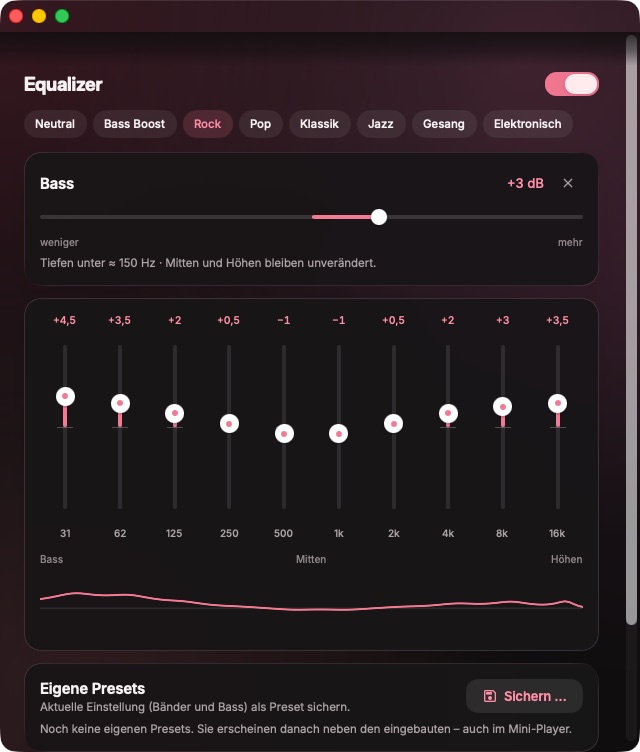 Equalizer
Neutral Bass Boost Rock Pop Klassik Jazz Gesang Elektronisch
Bass +3 dB ×
weniger mehr
Tiefen unter ≈ 150 Hz · Mitten und Höhen bleiben unverändert.
+4,5 +3,5 +2 +0,5 −1 −1 +0,5 +2 +3 +3,5
31 62 125 250 500 1k 2k 4k 8k 16k
Bass Mitten Höhen
Eigene Presets
Aktuelle Einstellung (Bänder und Bass) als Preset sichern.
Sichern ...
Noch keine eigenen Presets. Sie erscheinen danach neben den eingebauten – auch im Mini-Player.